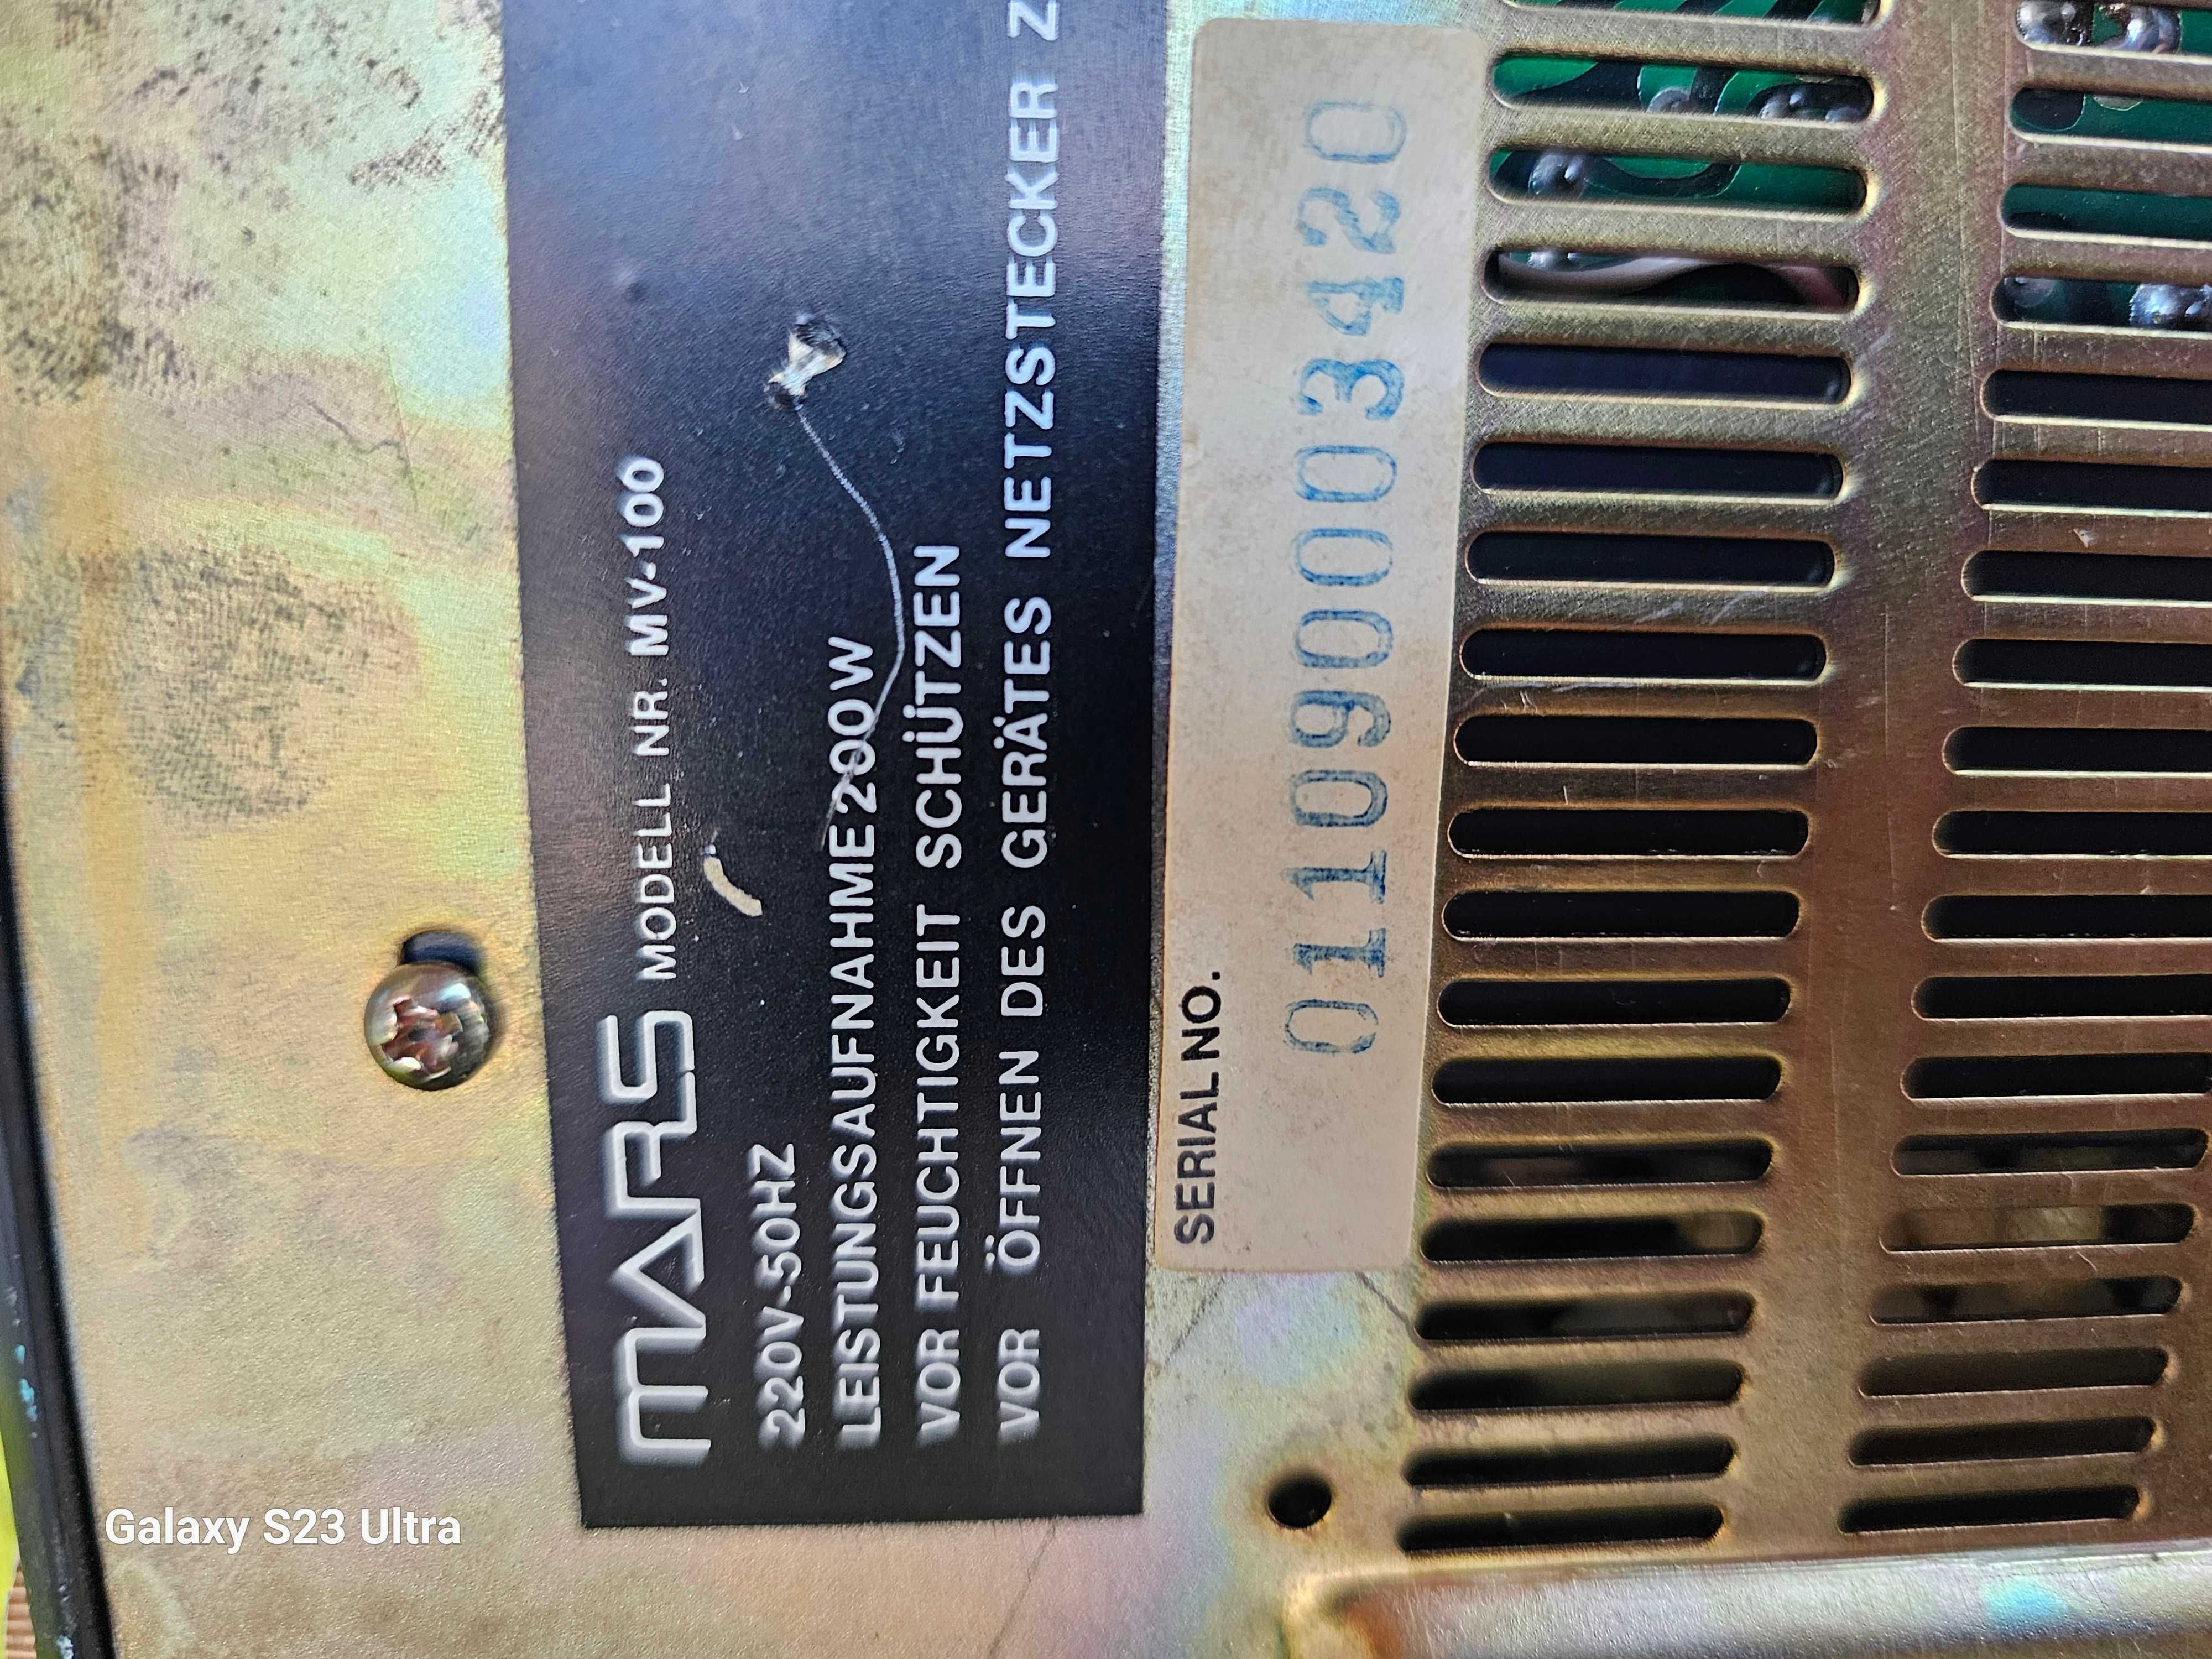 MARS MODELL NR. MV-100
220V-50HZ
LEISTUNGSAUFNAHME 200W
VOR FEUCHTIGKEIT SCHÜTZEN
VOR ÖFFNEN DES GERÄTES NETZSTECKER Z
SERIAL NO.
011090003420
Galaxy S23 Ultra